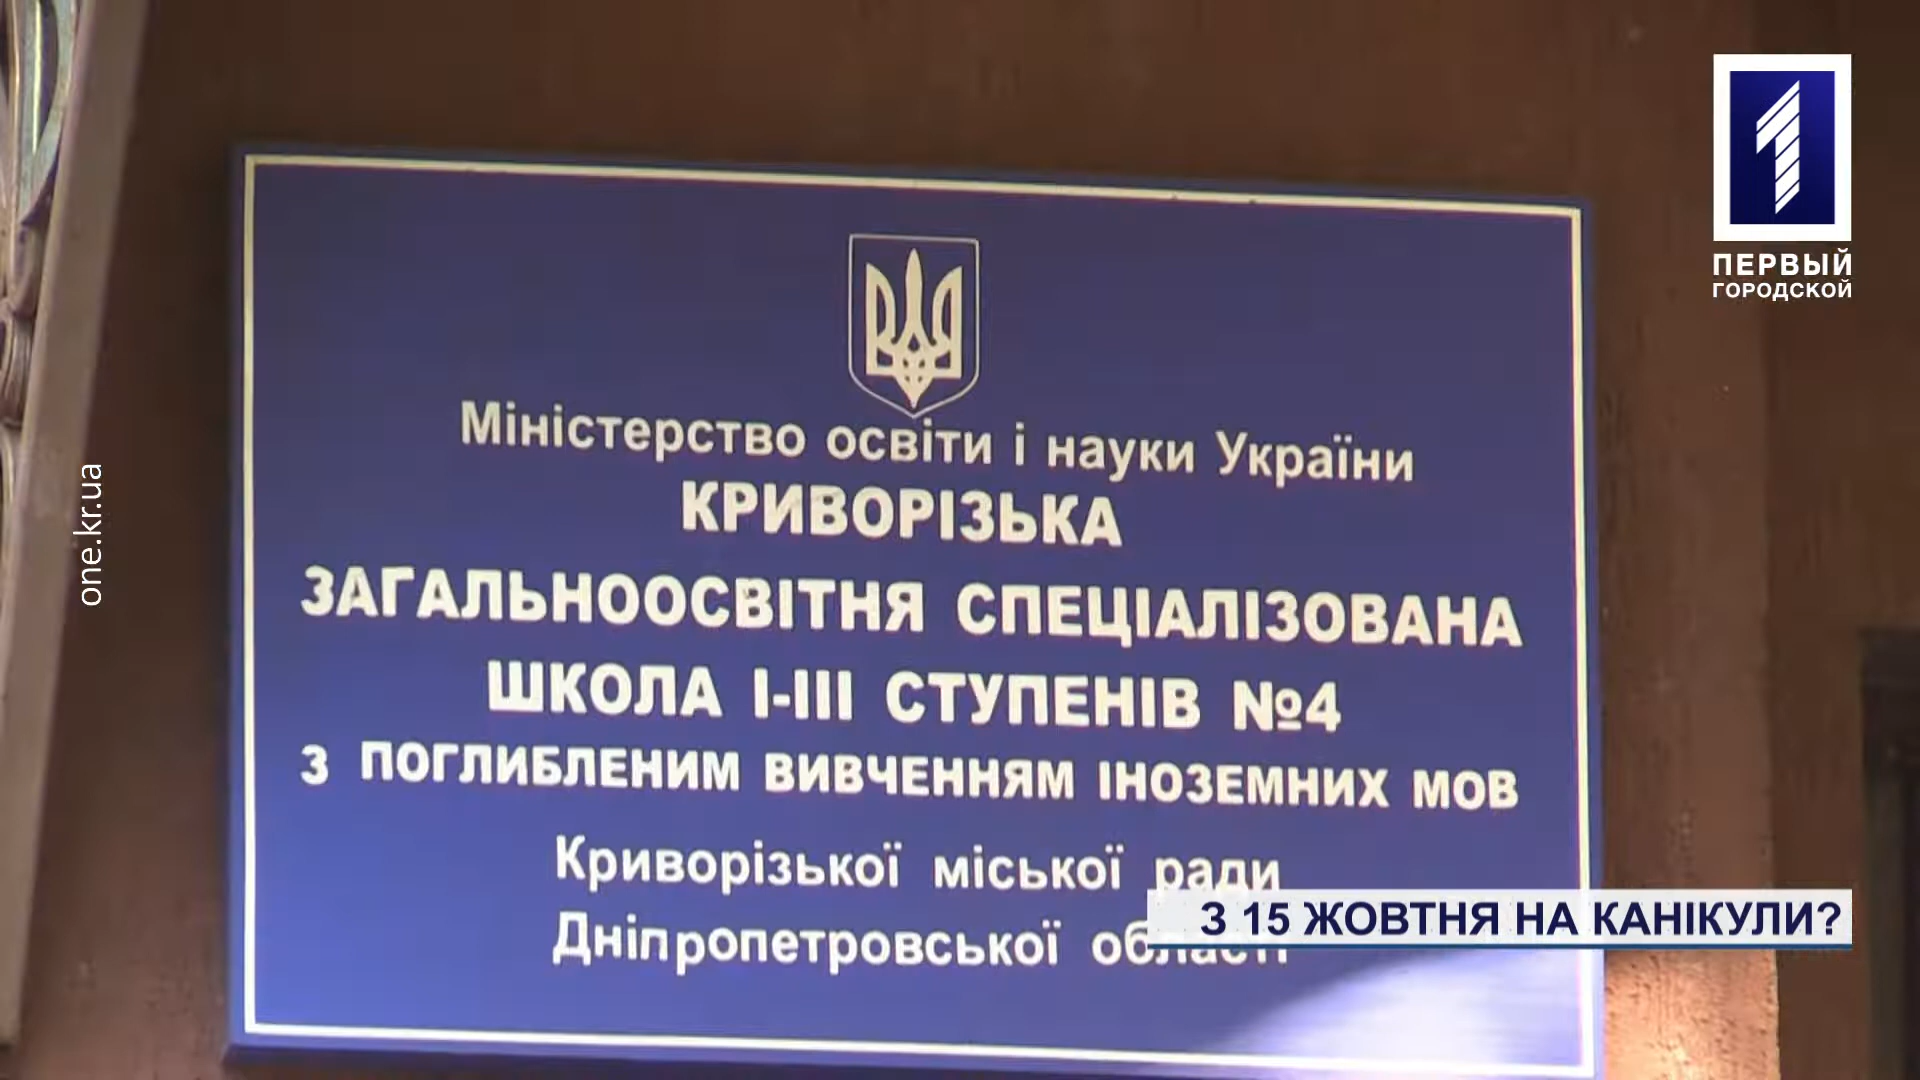 ПЕРВЫЙ
ГОРОДСКОЙ
Міністерство освіти і науки України
КРИВОРІЗЬКА
ЗАГАЛЬНООСВІТНЯ СПЕЦІАЛІЗОВАНА
ШКОЛА І-ІІІ СТУПЕНІВ №4
З ПОГЛИБЛЕНИМ ВИВЧЕННЯМ ІНОЗЕМНИХ МОВ
Криворізької міської ради
Дніпропетровської області
З 15 ЖОВТНЯ НА КАНІКУЛИ?
one.kr.ua